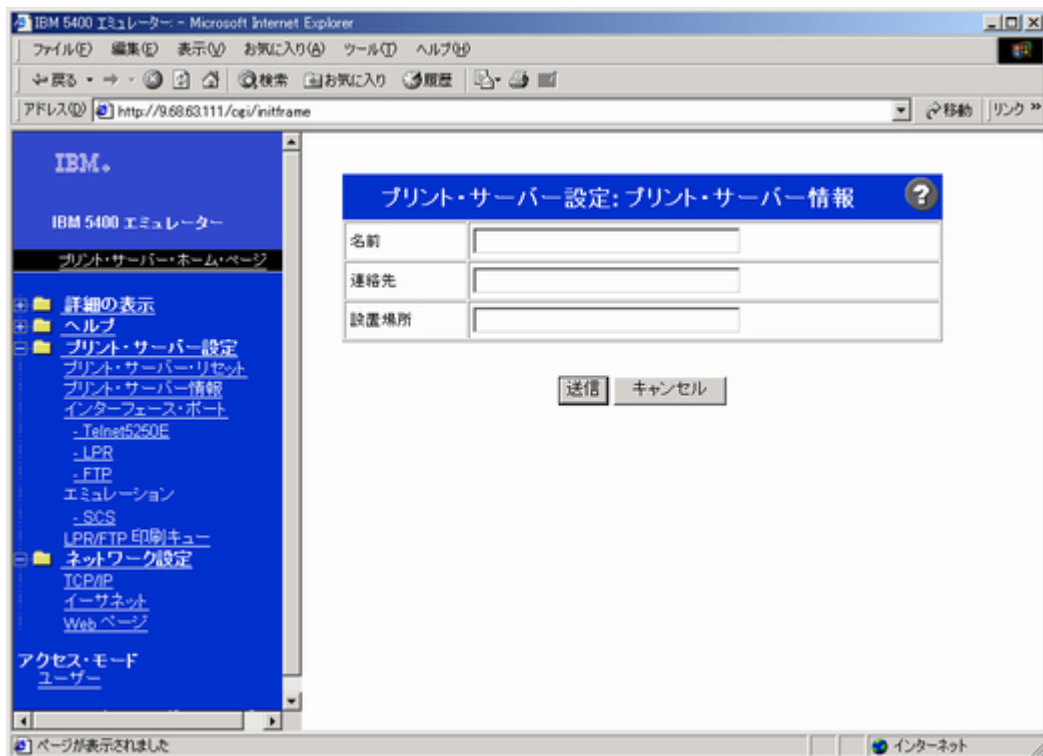 IBM 5400 エミュレーター: - Microsoft Internet Explorer
ファイル(F) 編集(E) 表示(V) お気に入り(A) ツール(T) ヘルプ(H)
戻る 検索 お気に入り 履歴
アドレス(D) http://9.68.63.111/cgi/initframe 移動 リンク »
IBM.
IBM 5400 エミュレーター
プリント・サーバー・ホーム・ページ
詳細の表示
ヘルプ
プリント・サーバー設定
プリント・サーバー・リセット
プリント・サーバー情報
インターフェース・ポート
- Telnet5250E
- LPR
- FTP
エミュレーション
- SCS
LPR/FTP 印刷キュー
ネットワーク設定
TCP/IP
イーサネット
Web ページ
アクセス・モード
ユーザー
プリント・サーバー設定: プリント・サーバー情報 ?
名前
連絡先
設置場所
送信 キャンセル
ページが表示されました インターネット